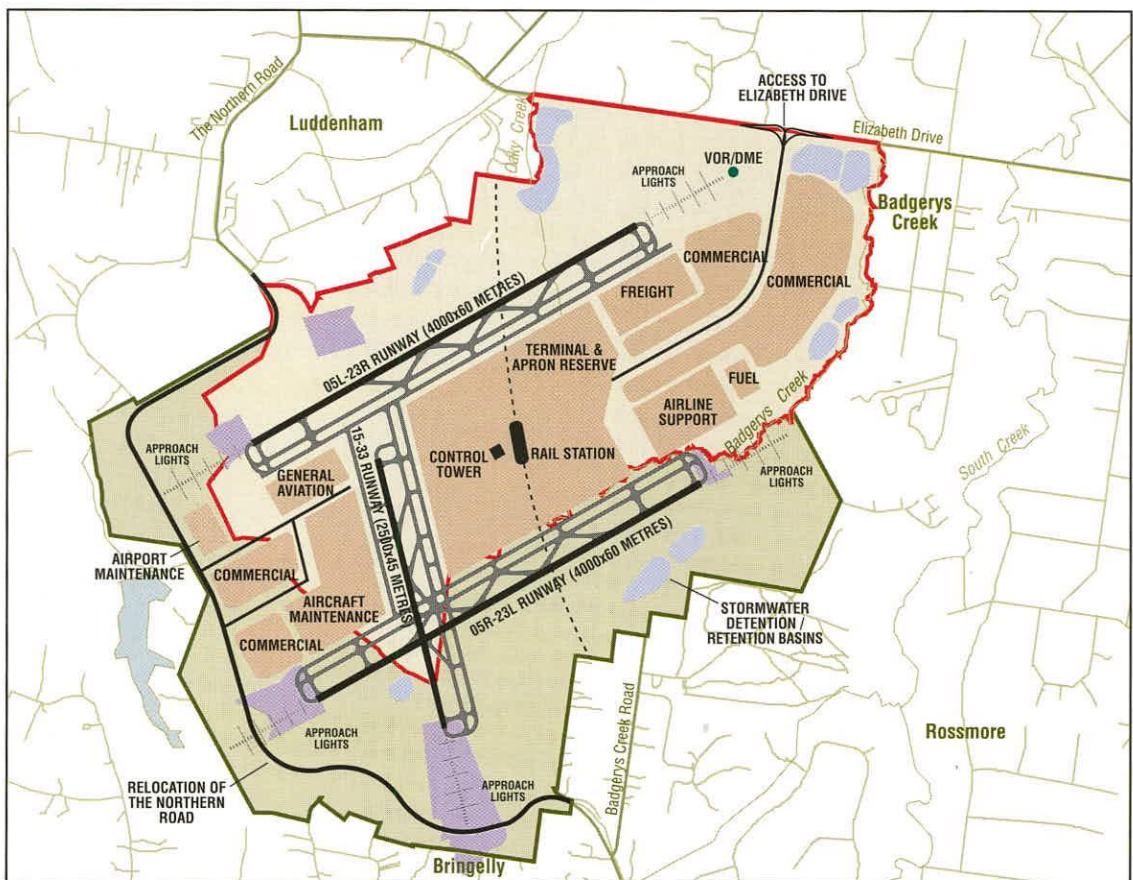 ACCESS TO
ELIZABETH DRIVE
The Northern Road
Luddenham
Oaky Creek
Elizabeth Drive
VOR/DME
APPROACH
LIGHTS
Badgerys
Creek
COMMERCIAL
COMMERCIAL
FREIGHT
05L-23R RUNWAY (4000x60 METRES)
TERMINAL &
APRON RESERVE
FUEL
AIRLINE
SUPPORT
Badgerys Creek
South Creek
APPROACH
LIGHTS
15-33 RUNWAY (2500x45 METRES)
CONTROL
TOWER
RAIL STATION
APPROACH
LIGHTS
GENERAL
AVIATION
AIRPORT
MAINTENANCE
COMMERCIAL
AIRCRAFT
MAINTENANCE
05R-23L RUNWAY (4000x60 METRES)
STORMWATER
DETENTION /
RETENTION BASINS
COMMERCIAL
APPROACH
LIGHTS
Badgerys Creek Road
Rossmore
RELOCATION OF
THE NORTHERN
ROAD
APPROACH
LIGHTS
Bringelly